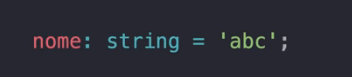 nome: string = 'abc';